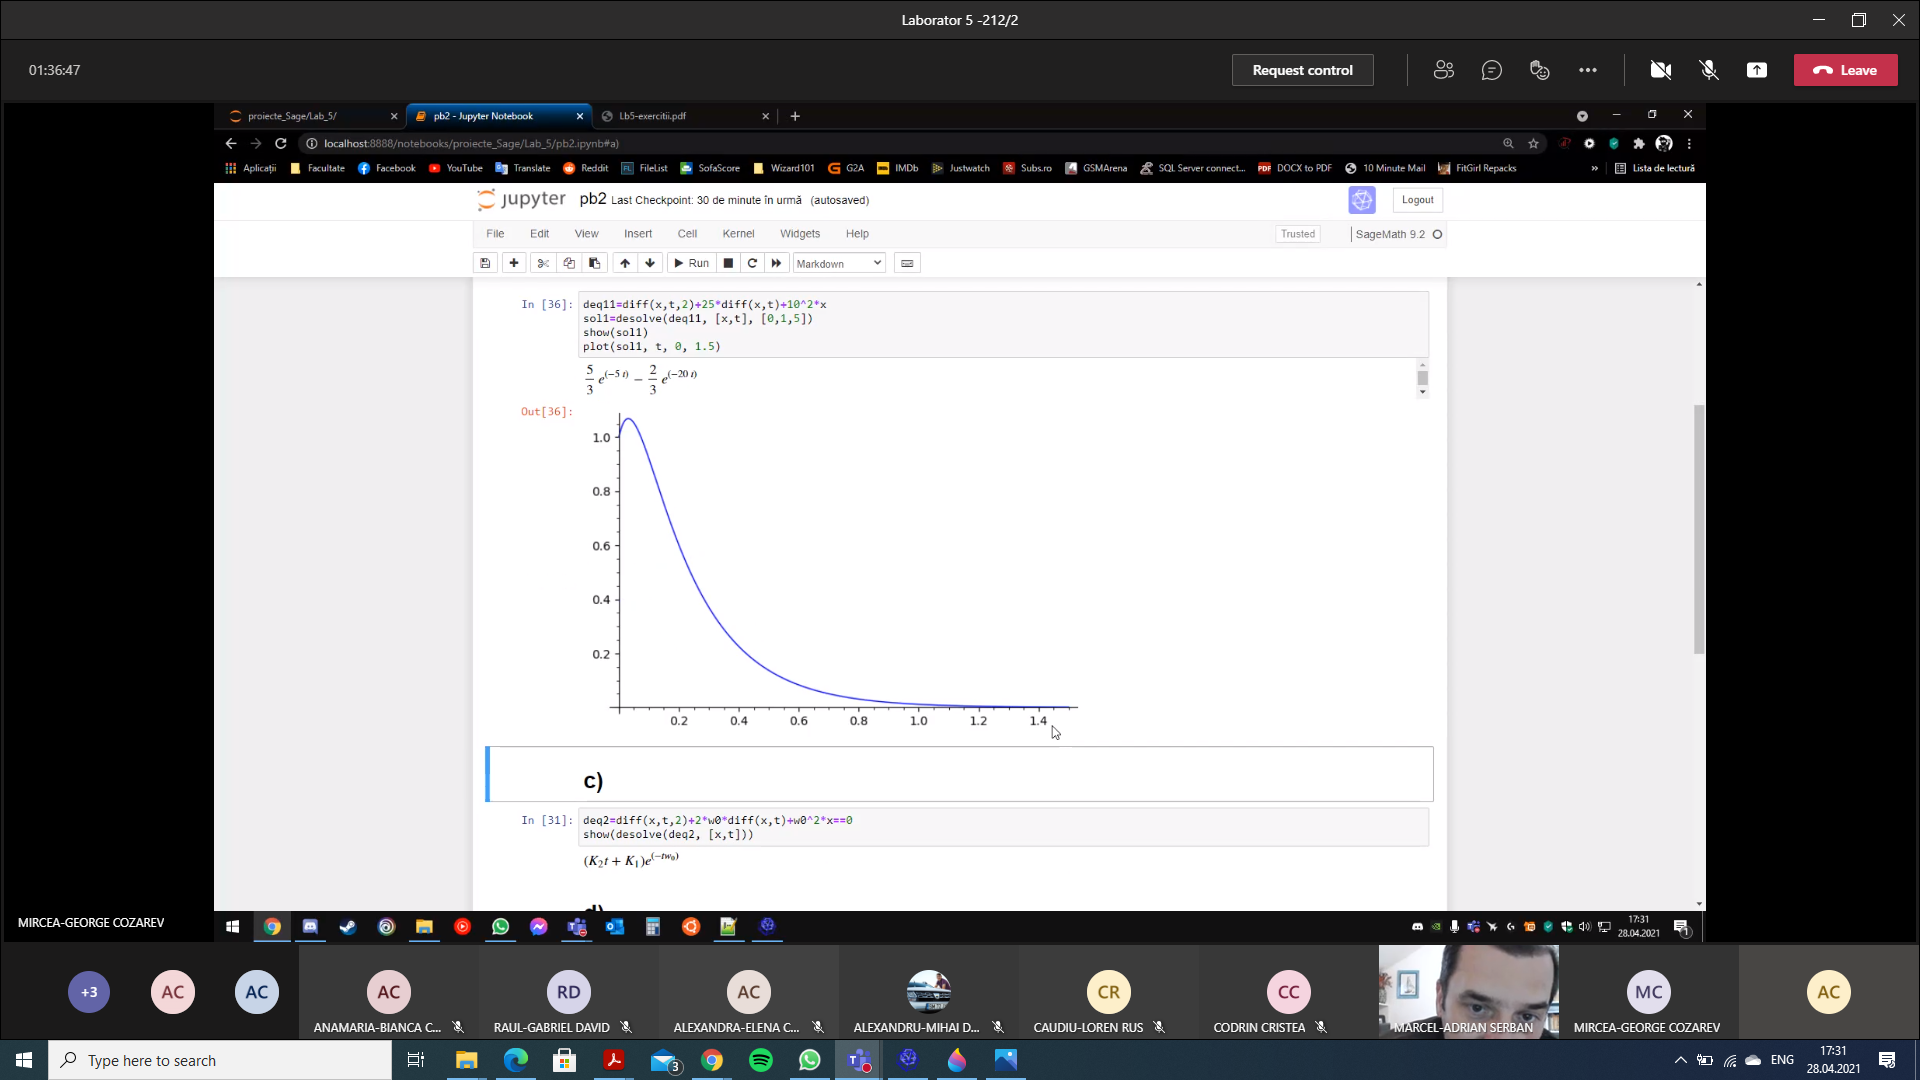 Laborator 5 -212/2
01:36:47
Request control
Leave
proiecte_Sage/Lab_5/
pb2 - Jupyter Notebook
Lb5-exercitii.pdf
localhost:8888/notebooks/proiecte_Sage/Lab_5/pb2.ipynb#a)
Aplicații
Facultate
Facebook
YouTube
Translate
Reddit
FileList
SofaScore
Wizard101
G2A
IMDb
Justwatch
Subs.ro
GSMArena
SQL Server connect...
DOCX to PDF
10 Minute Mail
FitGirl Repacks
»
Lista de lectură
jupyter pb2 Last Checkpoint: 30 de minute în urmă (autosaved)
Logout
File Edit View Insert Cell Kernel Widgets Help
Trusted
SageMath 9.2
Run
Markdown
In [36]:
deq11=diff(x,t,2)+25*diff(x,t)+10^2*x
sol1=desolve(deq11, [x,t], [0,1,5])
show(sol1)
plot(sol1, t, 0, 1.5)
5/3 e^(−5 t) − 2/3 e^(−20 t)
Out[36]:
1.0
0.8
0.6
0.4
0.2
0.2 0.4 0.6 0.8 1.0 1.2 1.4
c)
In [31]:
deq2=diff(x,t,2)+2*w0*diff(x,t)+w0^2*x==0
show(desolve(deq2, [x,t]))
(K₂t + K₁)e^(−tw₀)
MIRCEA-GEORGE COZAREV
17:31
28.04.2021
1
+3
AC
AC
AC
ANAMARIA-BIANCA C...
RD
RAUL-GABRIEL DAVID
AC
ALEXANDRA-ELENA C...
ALEXANDRU-MIHAI D...
CR
CAUDIU-LOREN RUS
CC
CODRIN CRISTEA
MARCEL-ADRIAN SERBAN
MC
MIRCEA-GEORGE COZAREV
AC
Type here to search
3
ENG
17:31
28.04.2021